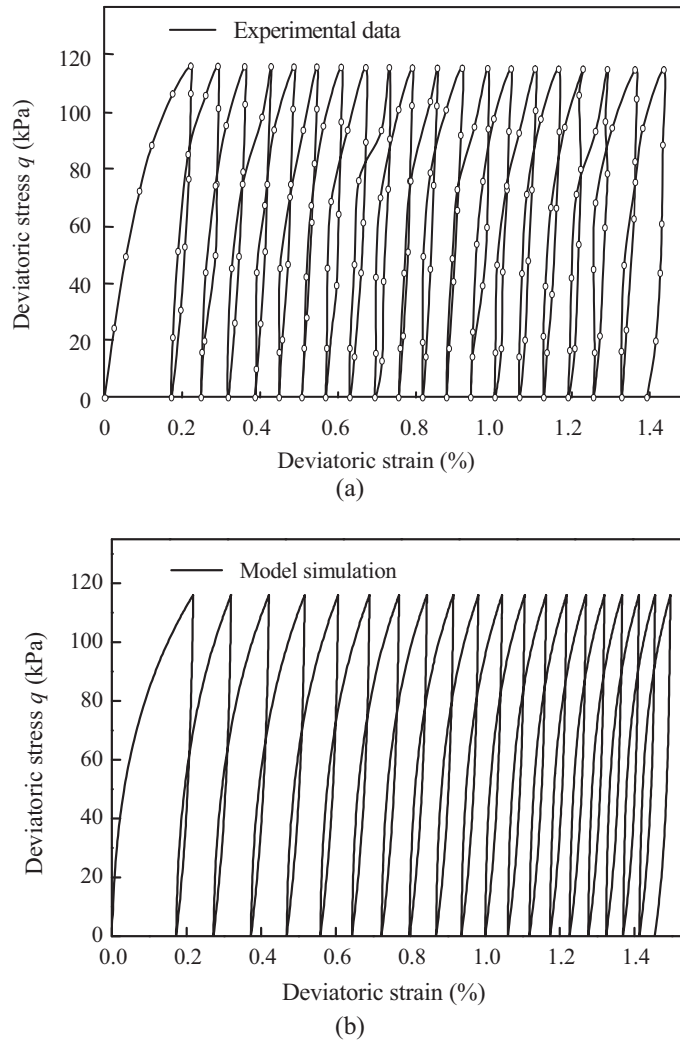 Experimental data
120
100
80
60
40
20
0
Deviatoric stress q (kPa)
0 0.2 0.4 0.6 0.8 1.0 1.2 1.4
Deviatoric strain (%)
(a)
Model simulation
120
100
80
60
40
20
0
Deviatoric stress q (kPa)
0.0 0.2 0.4 0.6 0.8 1.0 1.2 1.4
Deviatoric strain (%)
(b)